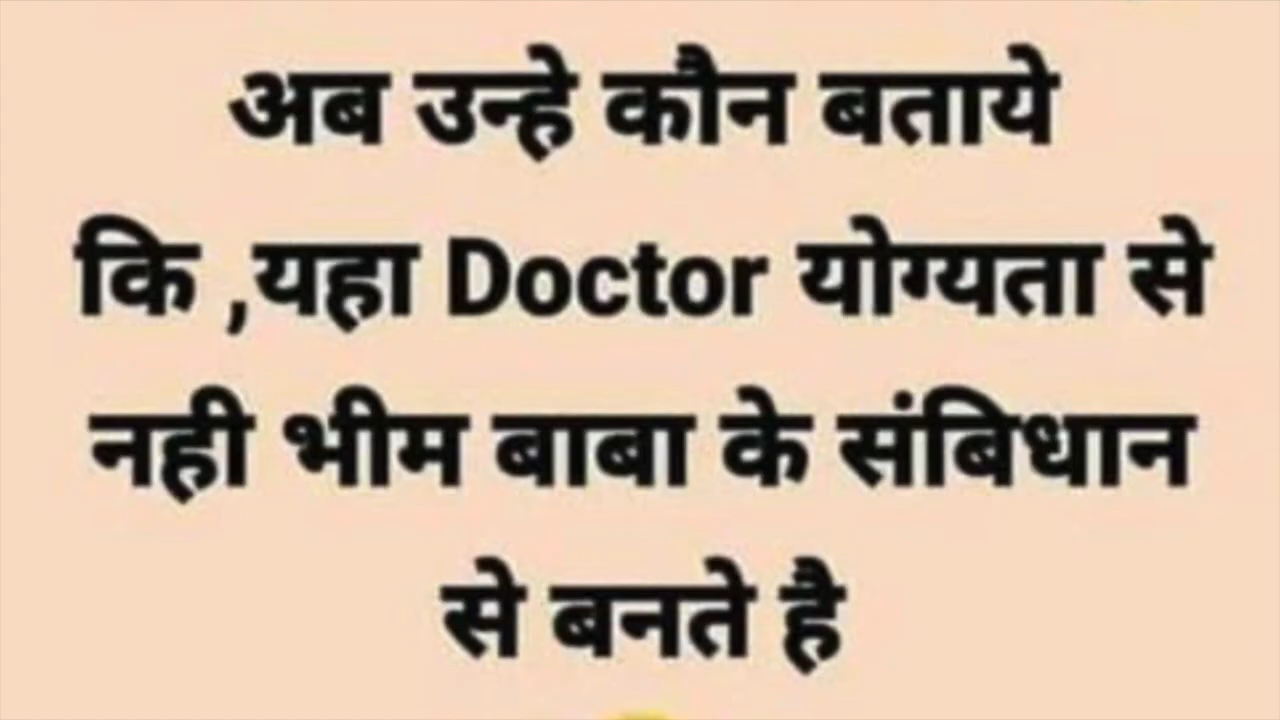 अब उन्हे कौन बताये
कि ,यहा Doctor योग्यता से
नही भीम बाबा के संबिधान
से बनते है